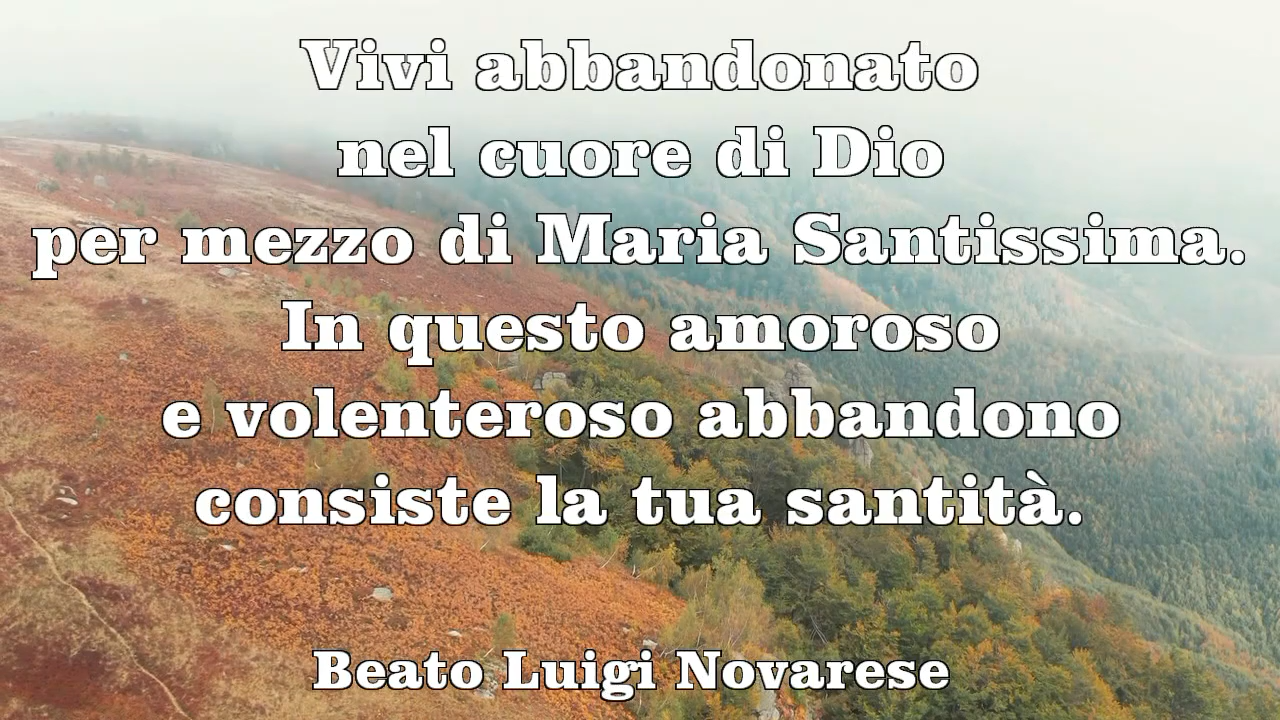 Vivi abbandonato
nel cuore di Dio
per mezzo di Maria Santissima.
In questo amoroso
e volenteroso abbandono
consiste la tua santità.
Beato Luigi Novarese